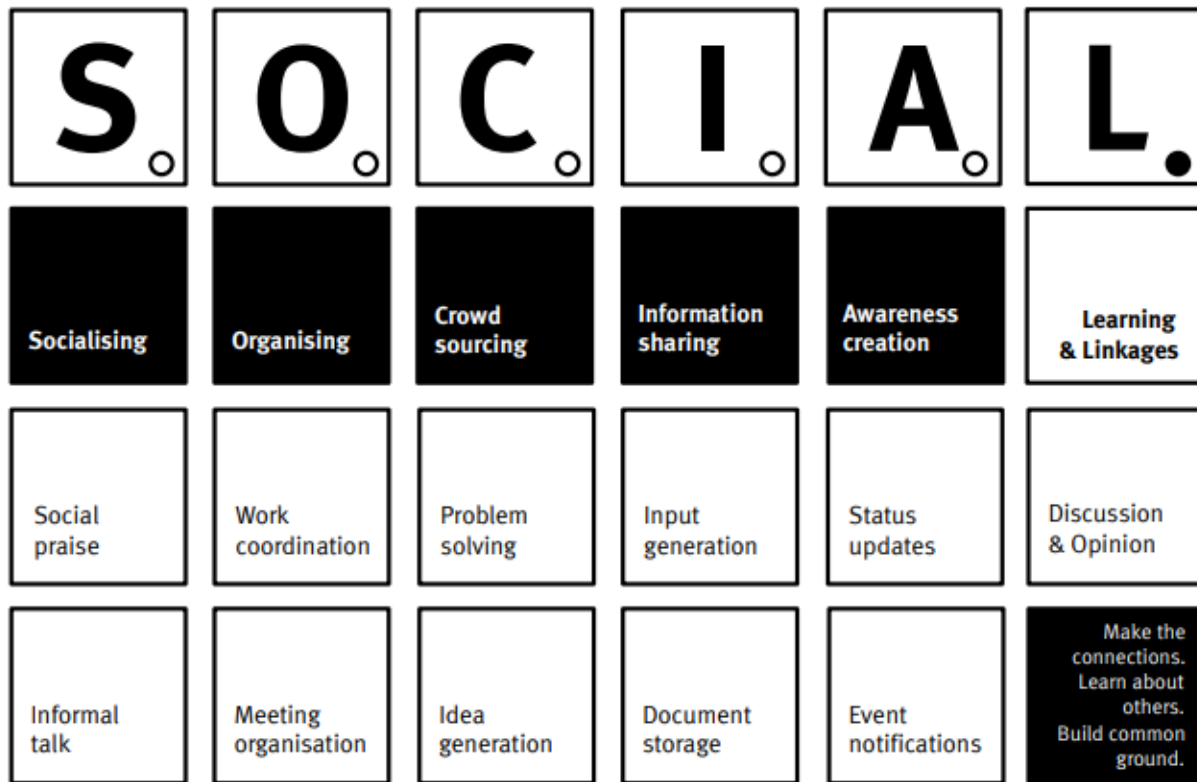 S O C I A L
Socialising
Organising
Crowd
sourcing
Information
sharing
Awareness
creation
Learning
& Linkages
Social
praise
Work
coordination
Problem
solving
Input
generation
Status
updates
Discussion
& Opinion
Informal
talk
Meeting
organisation
Idea
generation
Document
storage
Event
notifications
Make the
connections.
Learn about
others.
Build common
ground.